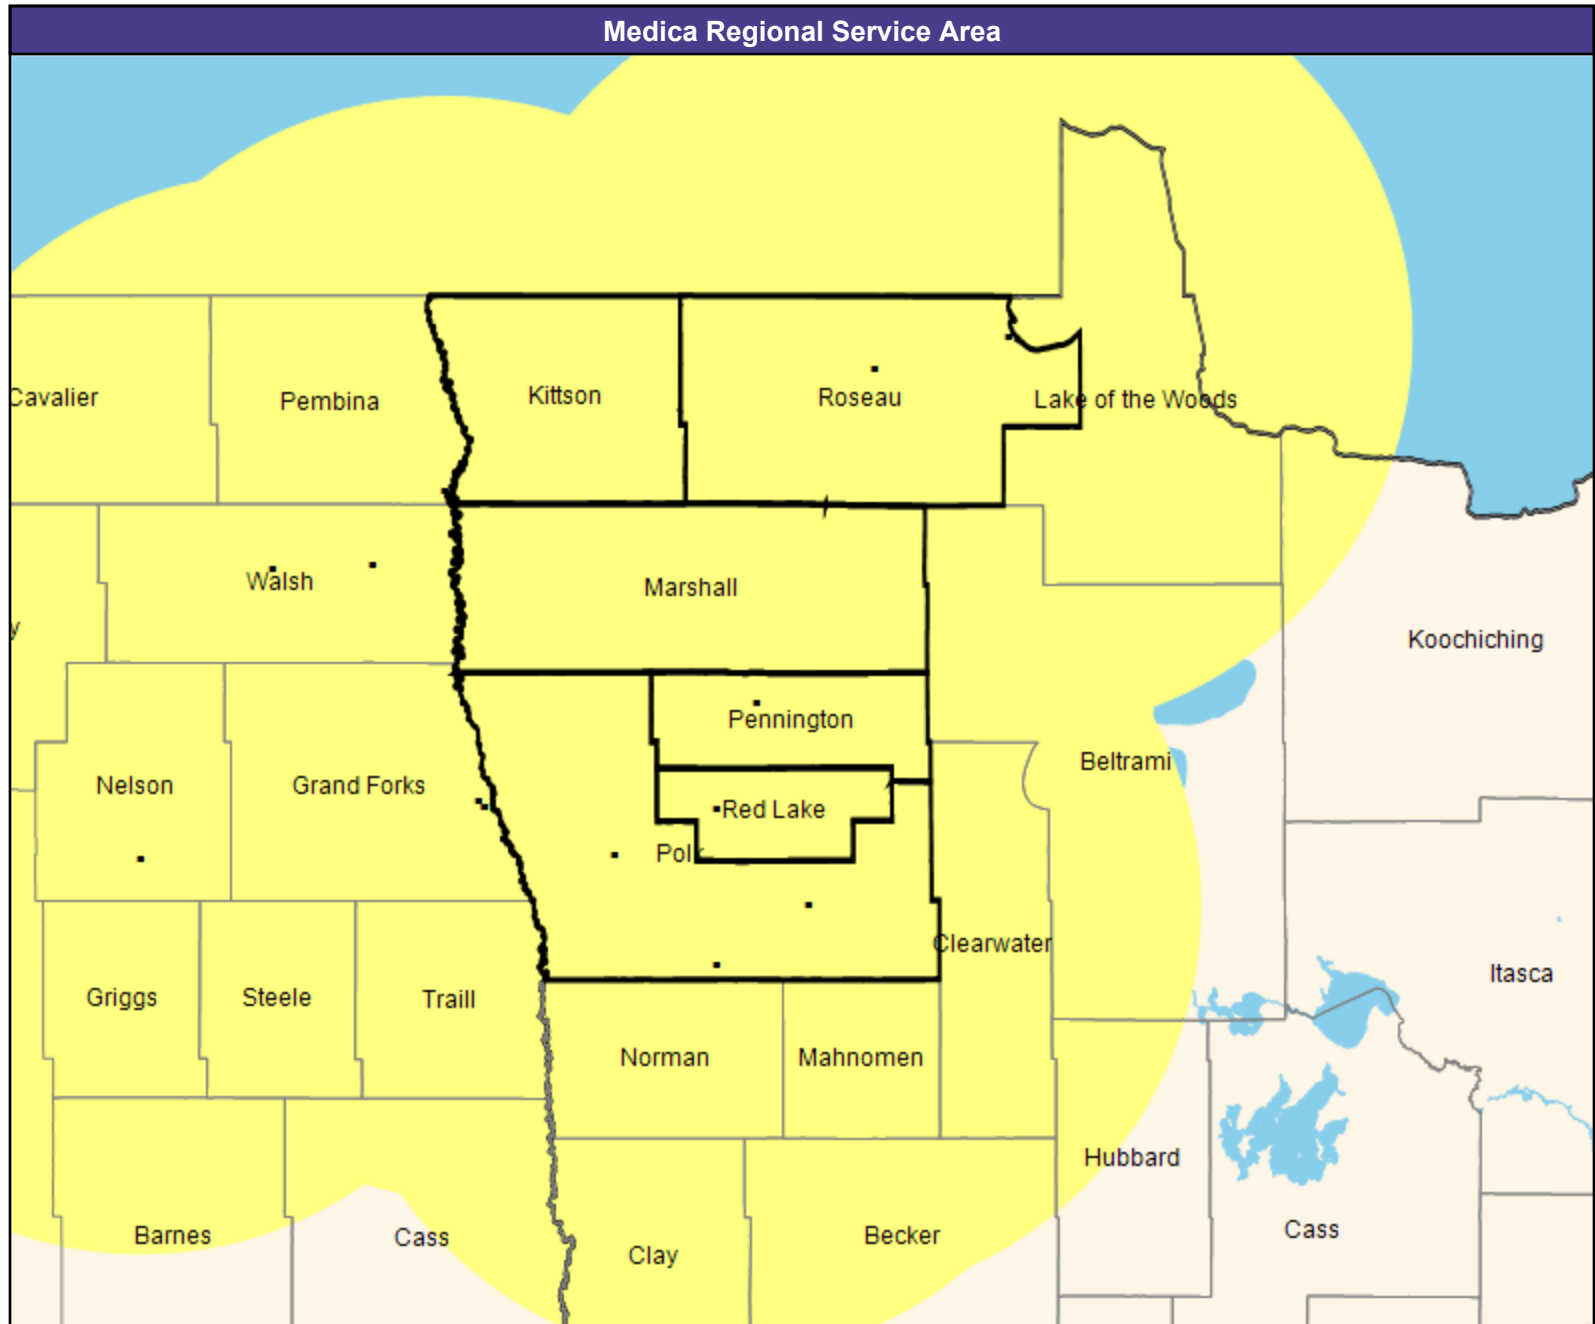 Medica Regional Service Area
Cavalier
Pembina
Kittson
Roseau
Lake of the Woods
Walsh
Marshall
y
Koochiching
Pennington
Nelson
Grand Forks
Beltrami
Red Lake
Polk
Clearwater
Griggs
Steele
Traill
Itasca
Norman
Mahnomen
Hubbard
Barnes
Cass
Clay
Becker
Cass